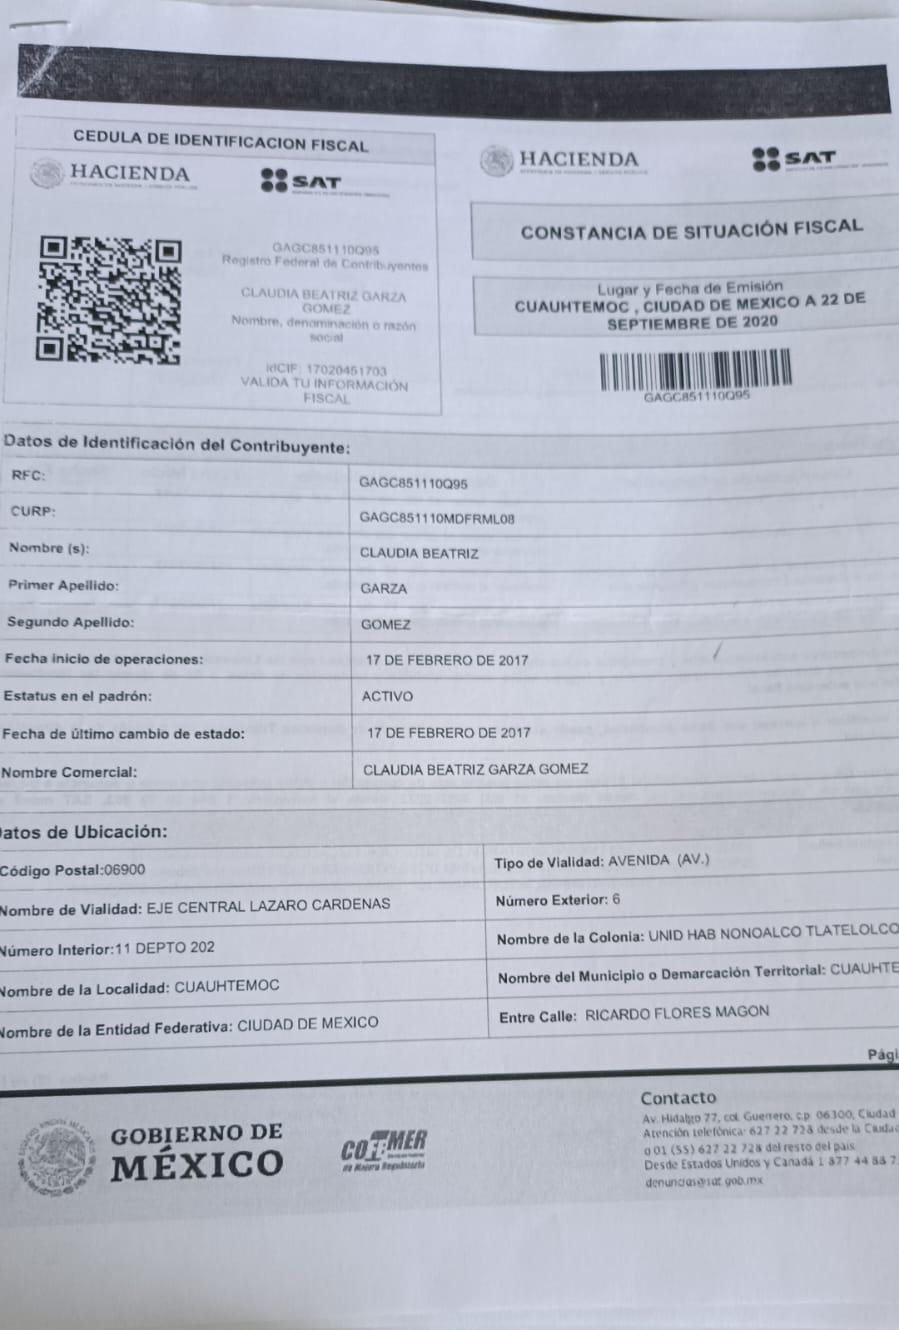 CEDULA DE IDENTIFICACION FISCAL
HACIENDA
SAT
GAGC851110Q95
Registro Federal de Contribuyentes
CLAUDIA BEATRIZ GARZA
GOMEZ
Nombre, denominación o razón
social
idCIF: 17020451703
VALIDA TU INFORMACIÓN
FISCAL
HACIENDA
SAT
CONSTANCIA DE SITUACIÓN FISCAL
Lugar y Fecha de Emisión
CUAUHTEMOC , CIUDAD DE MEXICO A 22 DE
SEPTIEMBRE DE 2020
GAGC851110Q95
Datos de Identificación del Contribuyente:
RFC: GAGC851110Q95
CURP: GAGC851110MDFRML08
Nombre (s): CLAUDIA BEATRIZ
Primer Apellido: GARZA
Segundo Apellido: GOMEZ
Fecha inicio de operaciones: 17 DE FEBRERO DE 2017
Estatus en el padrón: ACTIVO
Fecha de último cambio de estado: 17 DE FEBRERO DE 2017
Nombre Comercial: CLAUDIA BEATRIZ GARZA GOMEZ
atos de Ubicación:
Código Postal:06900 Tipo de Vialidad: AVENIDA (AV.)
Nombre de Vialidad: EJE CENTRAL LAZARO CARDENAS Número Exterior: 6
Número Interior:11 DEPTO 202 Nombre de la Colonia: UNID HAB NONOALCO TLATELOLCO
Nombre de la Localidad: CUAUHTEMOC Nombre del Municipio o Demarcación Territorial: CUAUHTE
Nombre de la Entidad Federativa: CIUDAD DE MEXICO Entre Calle: RICARDO FLORES MAGON
Pági
GOBIERNO DE
MÉXICO
de Mejora Regulatoria
Contacto
Av. Hidalgo 77, col. Guerrero, c.p. 06300, Ciudad
Atención telefónica: 627 22 728 desde la Ciudad
o 01 (55) 627 22 728 del resto del país.
Desde Estados Unidos y Canadá 1 877 44 88 7
denuncias@sat.gob.mx